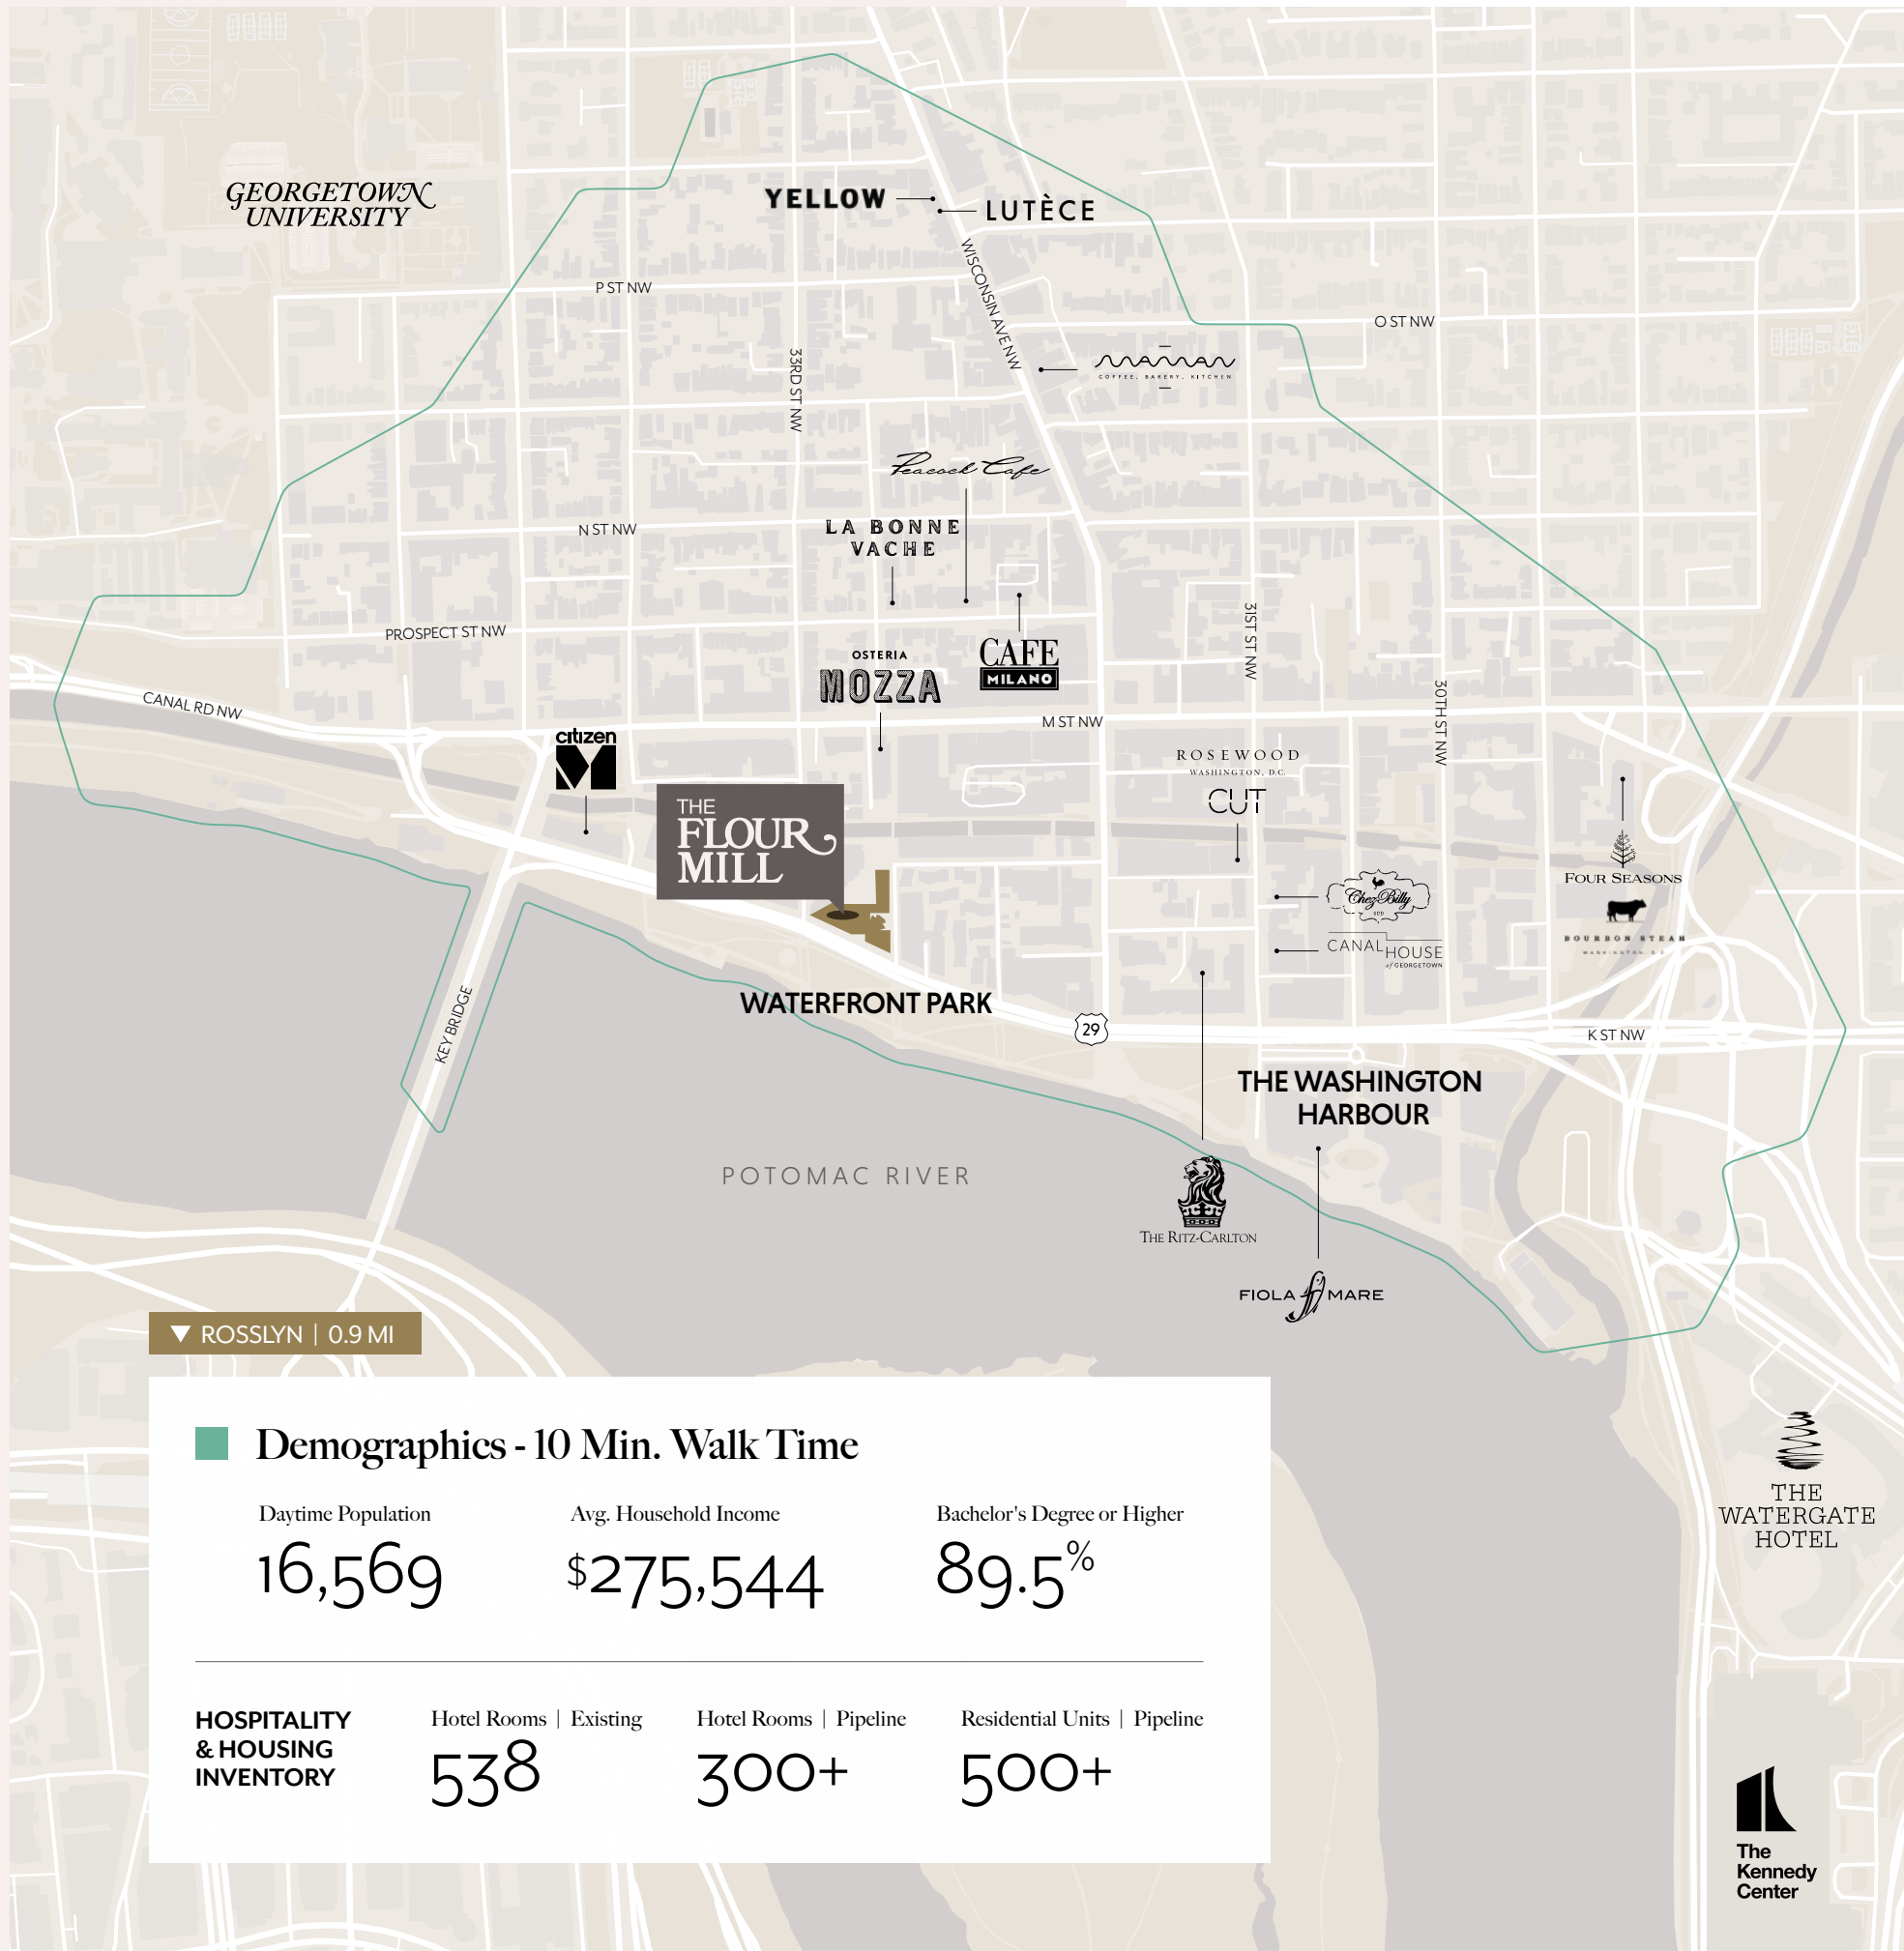 GEORGETOWN
UNIVERSITY
YELLOW
LUTÈCE
WISCONSIN AVE NW
P ST NW
O ST NW
33RD ST NW
MAMAN
COFFEE, BAKERY, KITCHEN
Peacock Cafe
LA BONNE
VACHE
N ST NW
PROSPECT ST NW
OSTERIA
MOZZA
CAFE
MILANO
31ST ST NW
30TH ST NW
CANAL RD NW
M ST NW
citizen
M
ROSEWOOD
WASHINGTON, D.C.
CUT
THE
FLOUR
MILL
FOUR SEASONS
BOURBON STEAK
WASHINGTON, D.C.
Chez Billy
SUD
CANAL HOUSE
of GEORGETOWN
WATERFRONT PARK
29
K ST NW
KEY BRIDGE
THE WASHINGTON
HARBOUR
POTOMAC RIVER
THE RITZ-CARLTON
FIOLA MARE
ROSSLYN | 0.9 MI
Demographics - 10 Min. Walk Time
Daytime Population
16,569
Avg. Household Income
$275,544
Bachelor's Degree or Higher
89.5%
HOSPITALITY
& HOUSING
INVENTORY
Hotel Rooms | Existing
538
Hotel Rooms | Pipeline
300+
Residential Units | Pipeline
500+
THE
WATERGATE
HOTEL
The
Kennedy
Center